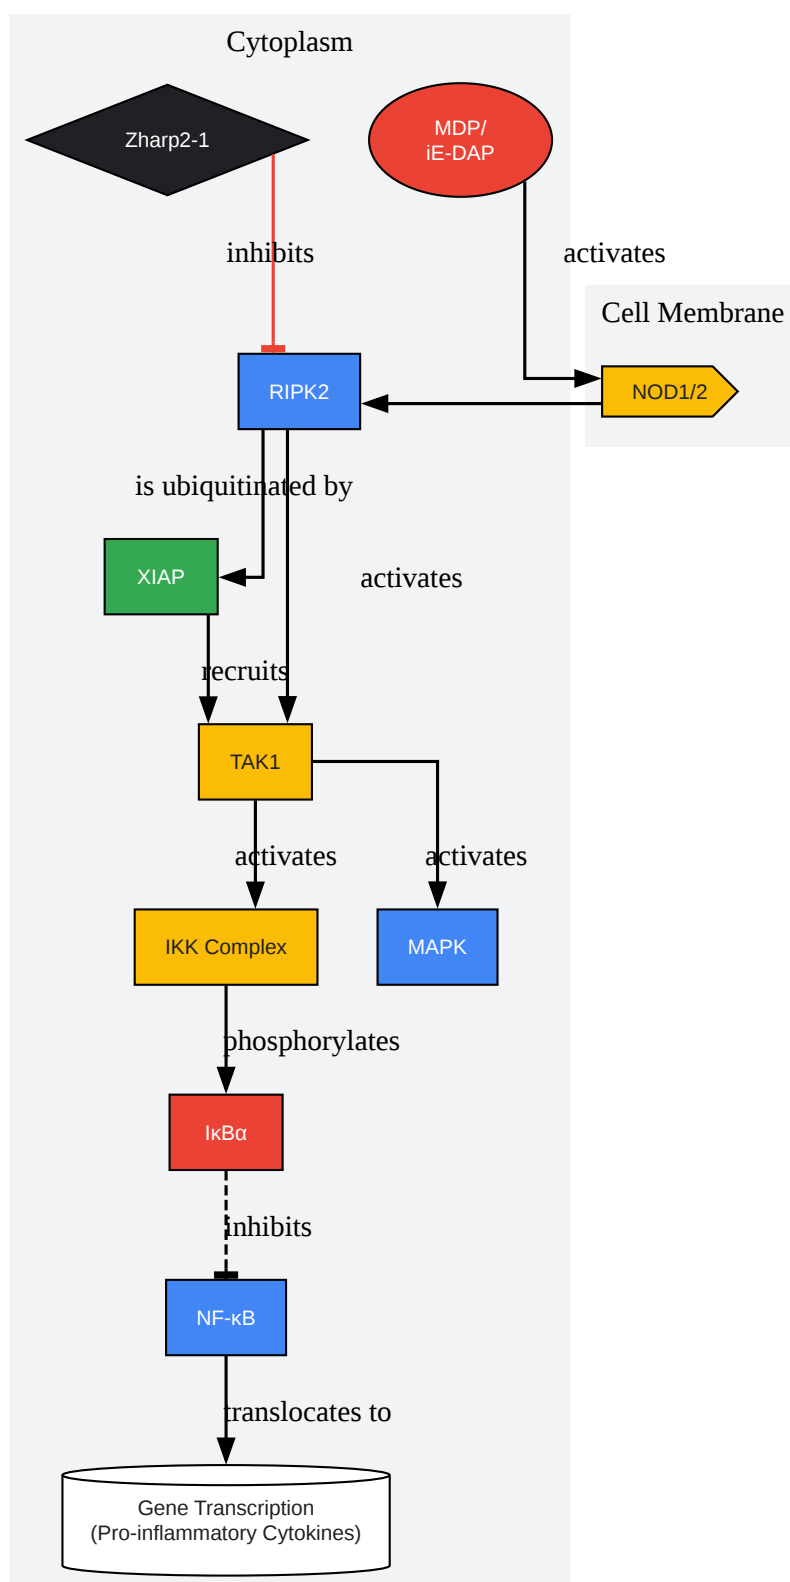 Cytoplasm
Zharp2-1
MDP/
iE-DAP
inhibits
activates
Cell Membrane
RIPK2
NOD1/2
is ubiquitinated by
XIAP
activates
recruits
TAK1
activates
activates
IKK Complex
MAPK
phosphorylates
IκBα
inhibits
NF-κB
translocates to
Gene Transcription
(Pro-inflammatory Cytokines)